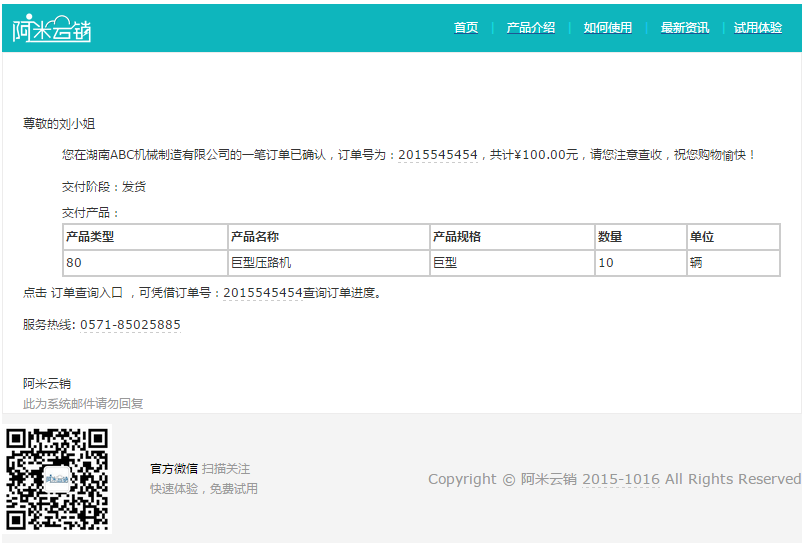 阿米云销
首页 | 产品介绍 | 如何使用 | 最新资讯 | 试用体验
尊敬的刘小姐
您在湖南ABC机械制造有限公司的一笔订单已确认，订单号为：2015545454，共计¥100.00元，请您注意查收，祝您购物愉快！
交付阶段：发货
交付产品：
产品类型 产品名称 产品规格 数量 单位
80 巨型压路机 巨型 10 辆
点击 订单查询入口 ，可凭借订单号：2015545454查询订单进度。
服务热线: 0571-85025885
阿米云销
此为系统邮件请勿回复
阿米云销
官方微信 扫描关注
快速体验，免费试用
Copyright © 阿米云销 2015-1016 All Rights Reserved